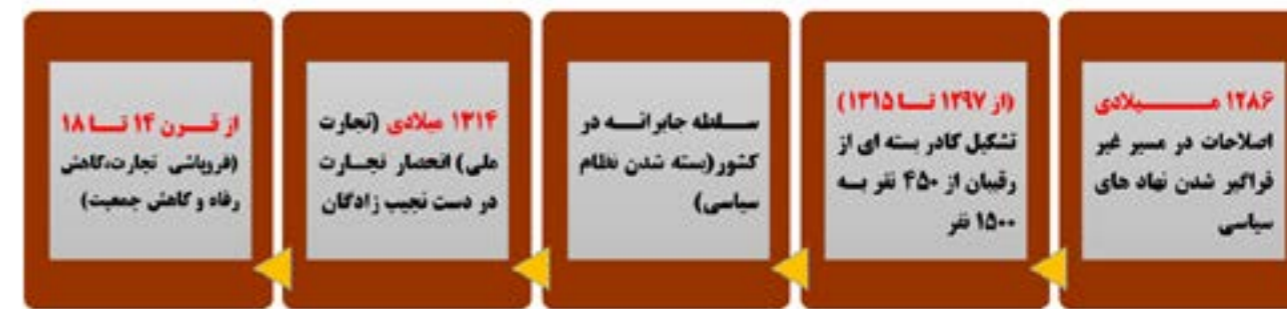 ۱۲۸۶ میلادی
اصلاحات در مسیر غیر
فراگیر شدن نهاد های
سیاسی
(از ۱۲۹۷ تا ۱۳۱۵)
تشکیل کادر بسته ای از
رقیبان از ۴۵۰ نفر به
۱۵۰۰ نفر
سلطه جابرانه در
کشور(بسته شدن نظام
سیاسی)
۱۳۱۴ میلادی (تجارت
ملی) انحصار تجارت
در دست نجیب زادگان
از قرن ۱۴ تا ۱۸
(فروپاشی تجارت،کاهش
رفاه و کاهش جمعیت)